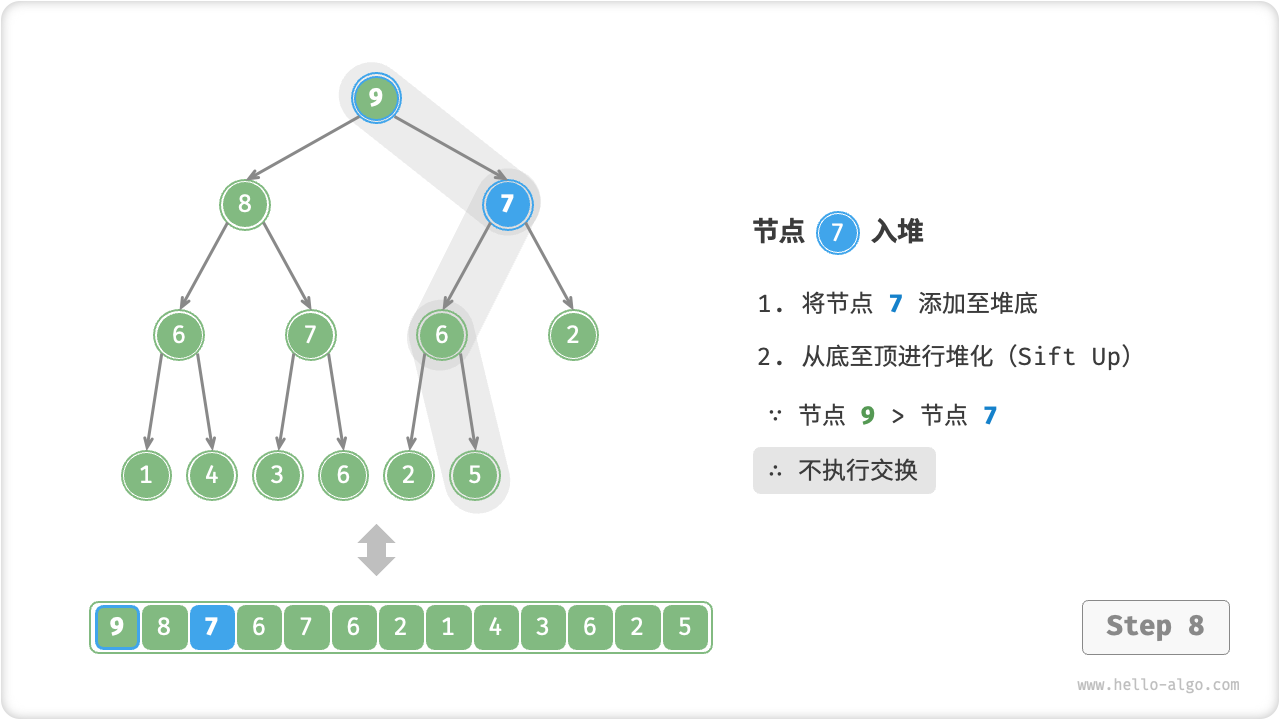 9
8 7
6 7 6 2
1 4 3 6 2 5
9 8 7 6 7 6 2 1 4 3 6 2 5
节点 7 入堆
1. 将节点 7 添加至堆底
2. 从底至顶进行堆化（Sift Up）
∵ 节点 9 > 节点 7
∴ 不执行交换
Step 8
www.hello-algo.com